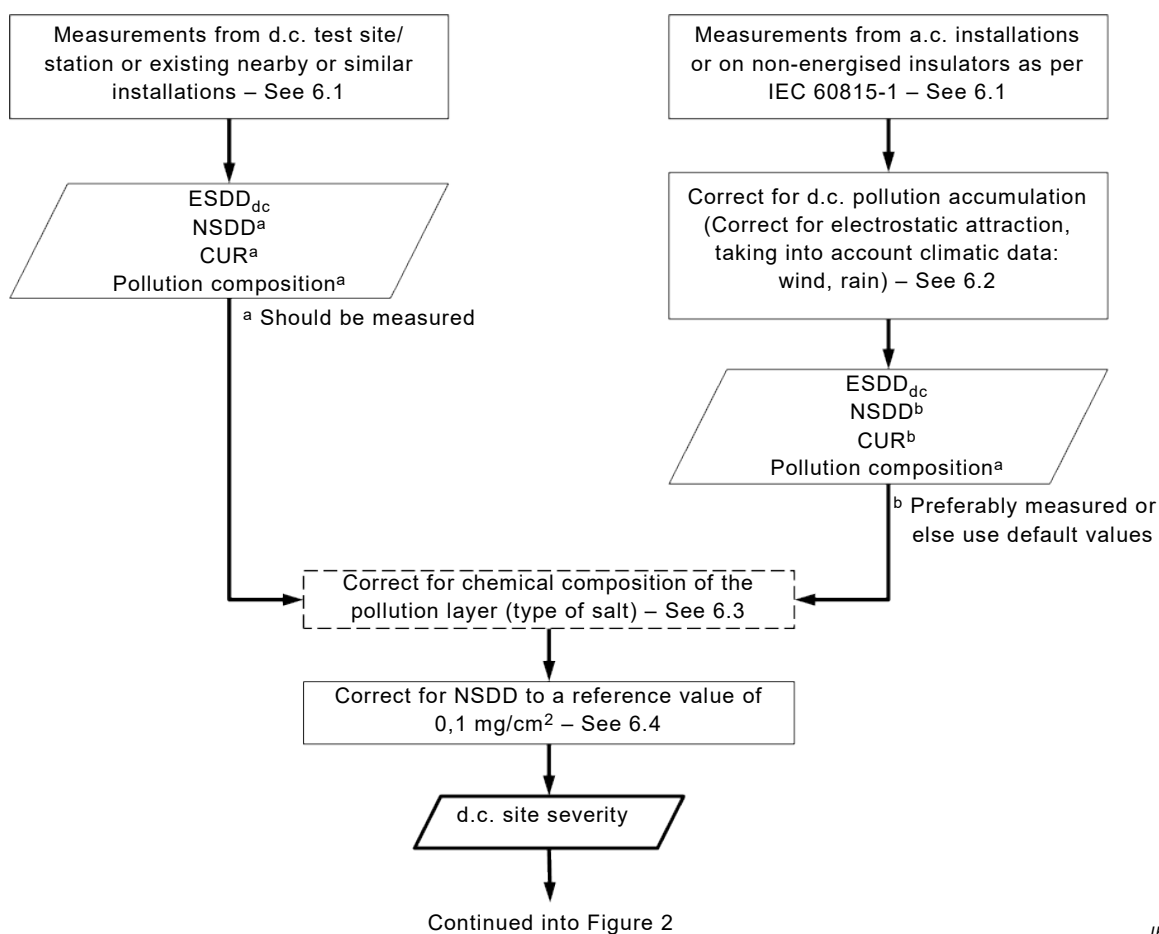 Measurements from d.c. test site/
station or existing nearby or similar
installations – See 6.1
ESDDdc
NSDDa
CURa
Pollution compositiona
a Should be measured
Measurements from a.c. installations
or on non-energised insulators as per
IEC 60815-1 – See 6.1
Correct for d.c. pollution accumulation
(Correct for electrostatic attraction,
taking into account climatic data:
wind, rain) – See 6.2
ESDDdc
NSDDb
CURb
Pollution compositiona
b Preferably measured or
else use default values
Correct for chemical composition of the
pollution layer (type of salt) – See 6.3
Correct for NSDD to a reference value of
0,1 mg/cm2 – See 6.4
d.c. site severity
Continued into Figure 2